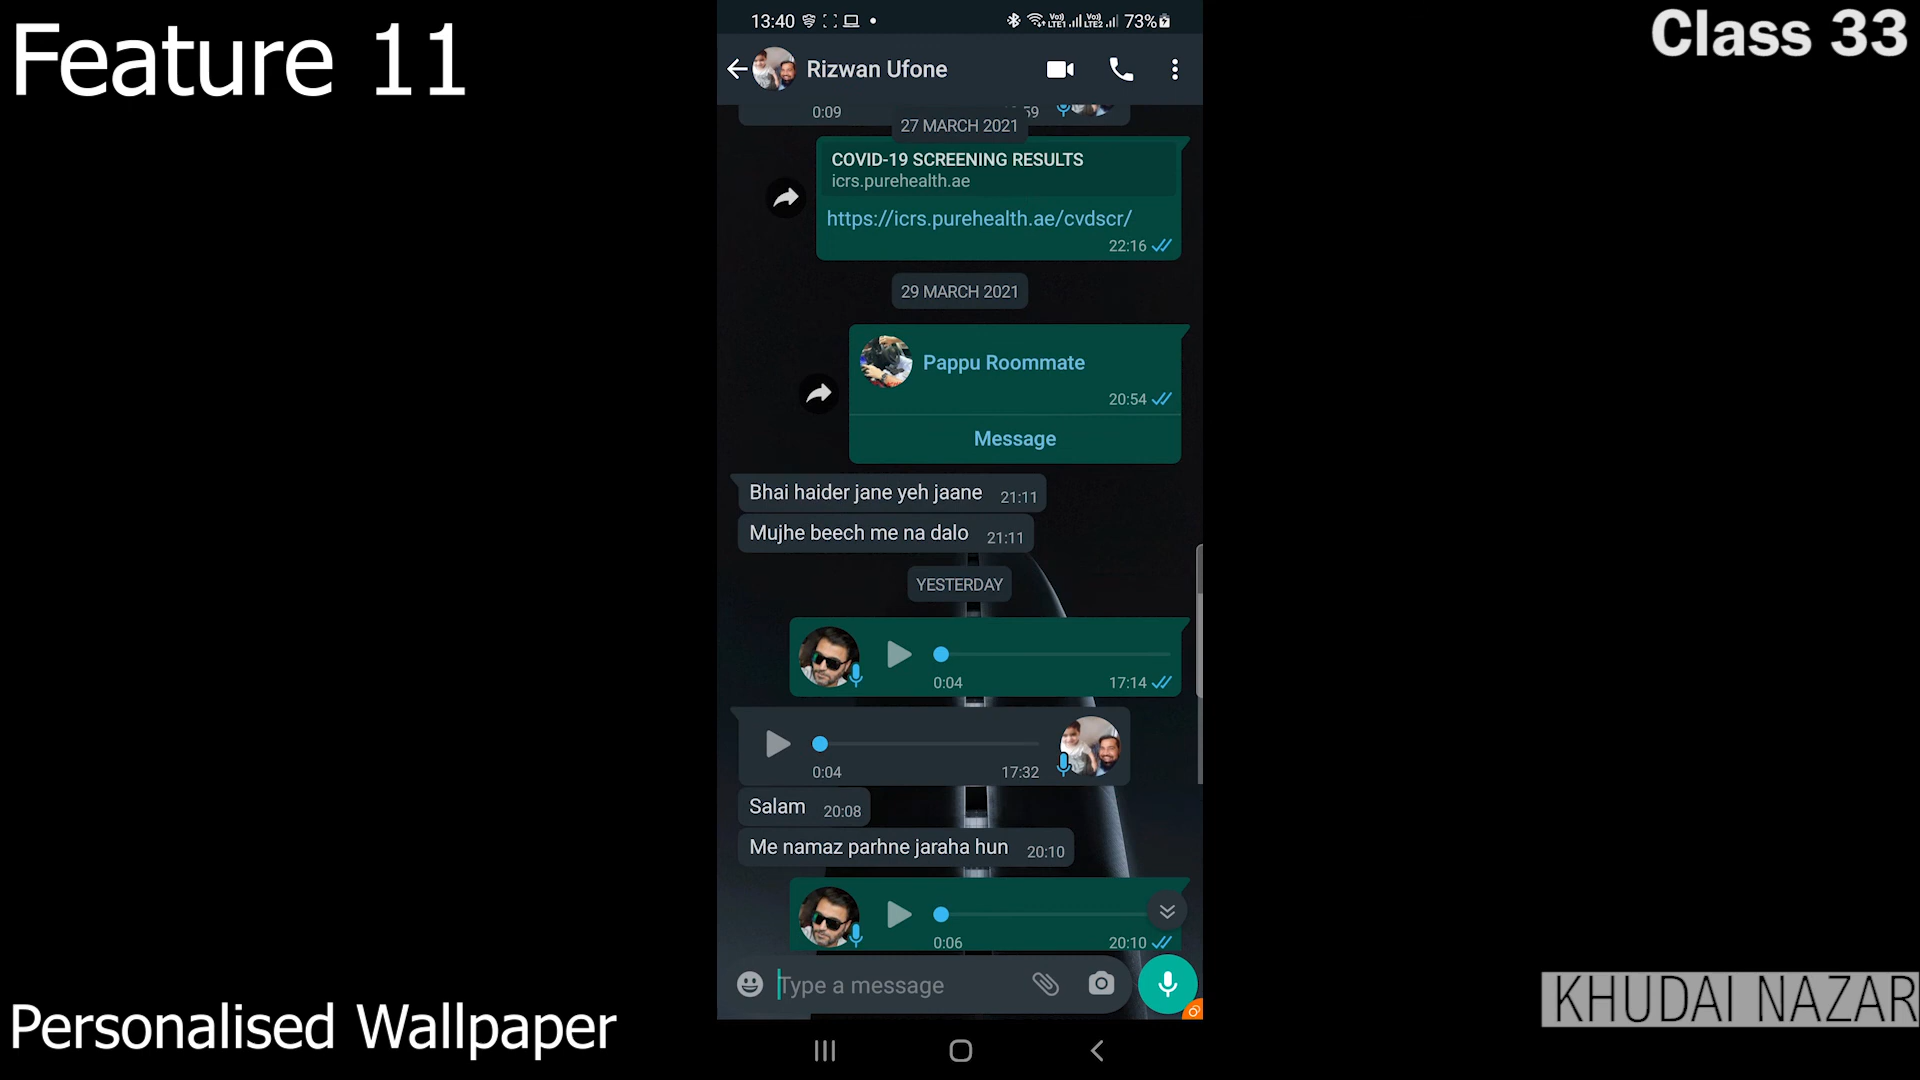 Feature 11
Class 33
13:40
Vo)) LTE1 Vo)) LTE2 73%
Rizwan Ufone
0:09
27 MARCH 2021
COVID-19 SCREENING RESULTS
icrs.purehealth.ae
https://icrs.purehealth.ae/cvdscr/
22:16
29 MARCH 2021
Pappu Roommate
20:54
Message
Bhai haider jane yeh jaane 21:11
Mujhe beech me na dalo 21:11
YESTERDAY
0:04 17:14
0:04 17:32
Salam 20:08
Me namaz parhne jaraha hun 20:10
0:06 20:10
Type a message
Personalised Wallpaper
KHUDAI NAZAR